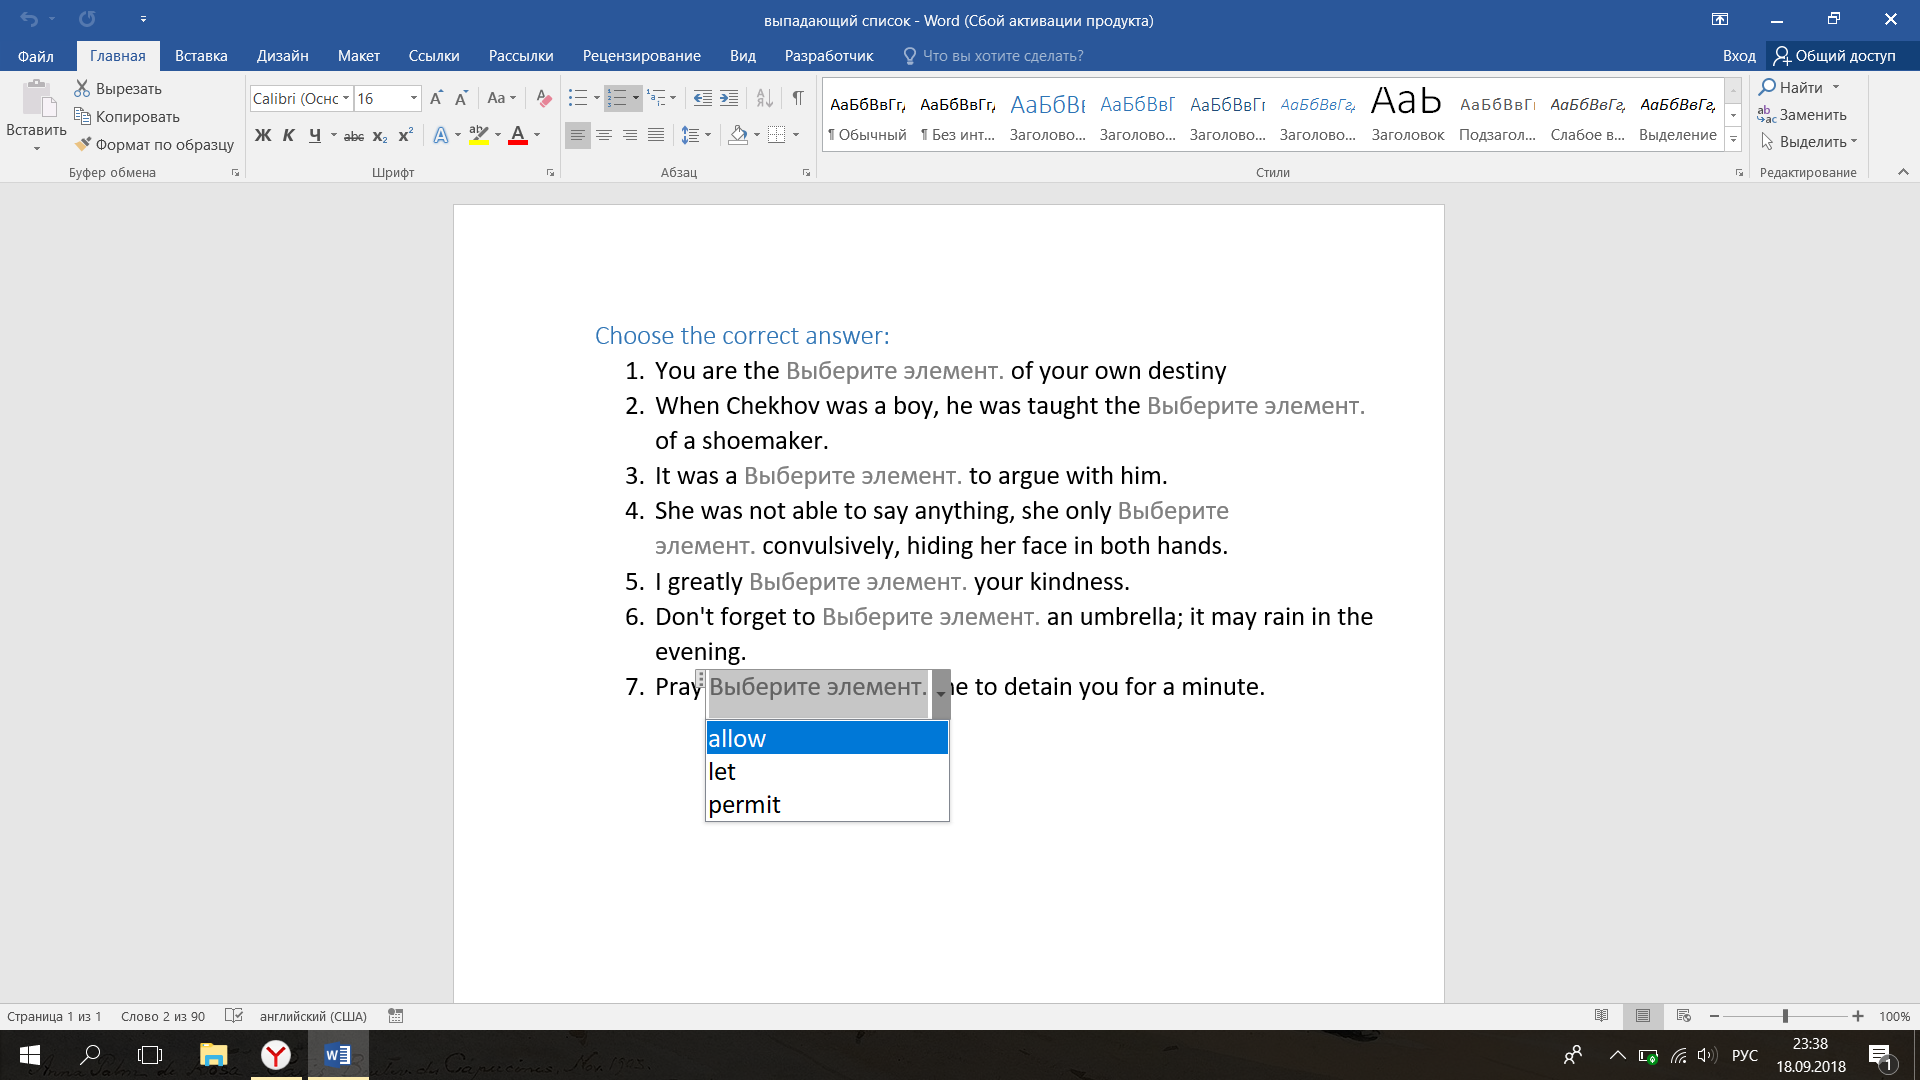 выпадающий список - Word (Сбой активации продукта)
Файл Главная Вставка Дизайн Макет Ссылки Рассылки Рецензирование Вид Разработчик Что вы хотите сделать? Вход Общий доступ
Вставить
Вырезать
Копировать
Формат по образцу
Буфер обмена
Calibri (Оснс 16 Aa
Ж К Ч abc x₂ x² A ab A
Шрифт
Абзац
АаБбВвГг, АаБбВвГг, АаБбВ АаБбВвГ АаБбВвГг АаБбВвГг АаЬ АаБбВвГг АаБбВвГг, АаБбВвГг,
¶ Обычный ¶ Без инт... Заголово... Заголово... Заголово... Заголово... Заголовок Подзагол... Слабое в... Выделение
Стили
Найти
Заменить
Выделить
Редактирование
Choose the correct answer:
1. You are the Выберите элемент. of your own destiny
2. When Chekhov was a boy, he was taught the Выберите элемент.
of a shoemaker.
3. It was a Выберите элемент. to argue with him.
4. She was not able to say anything, she only Выберите
элемент. convulsively, hiding her face in both hands.
5. I greatly Выберите элемент. your kindness.
6. Don't forget to Выберите элемент. an umbrella; it may rain in the
evening.
7. Pray Выберите элемент. e to detain you for a minute.
allow
let
permit
Страница 1 из 1 Слово 2 из 90 английский (США) 100%
РУС
23:38
18.09.2018
1